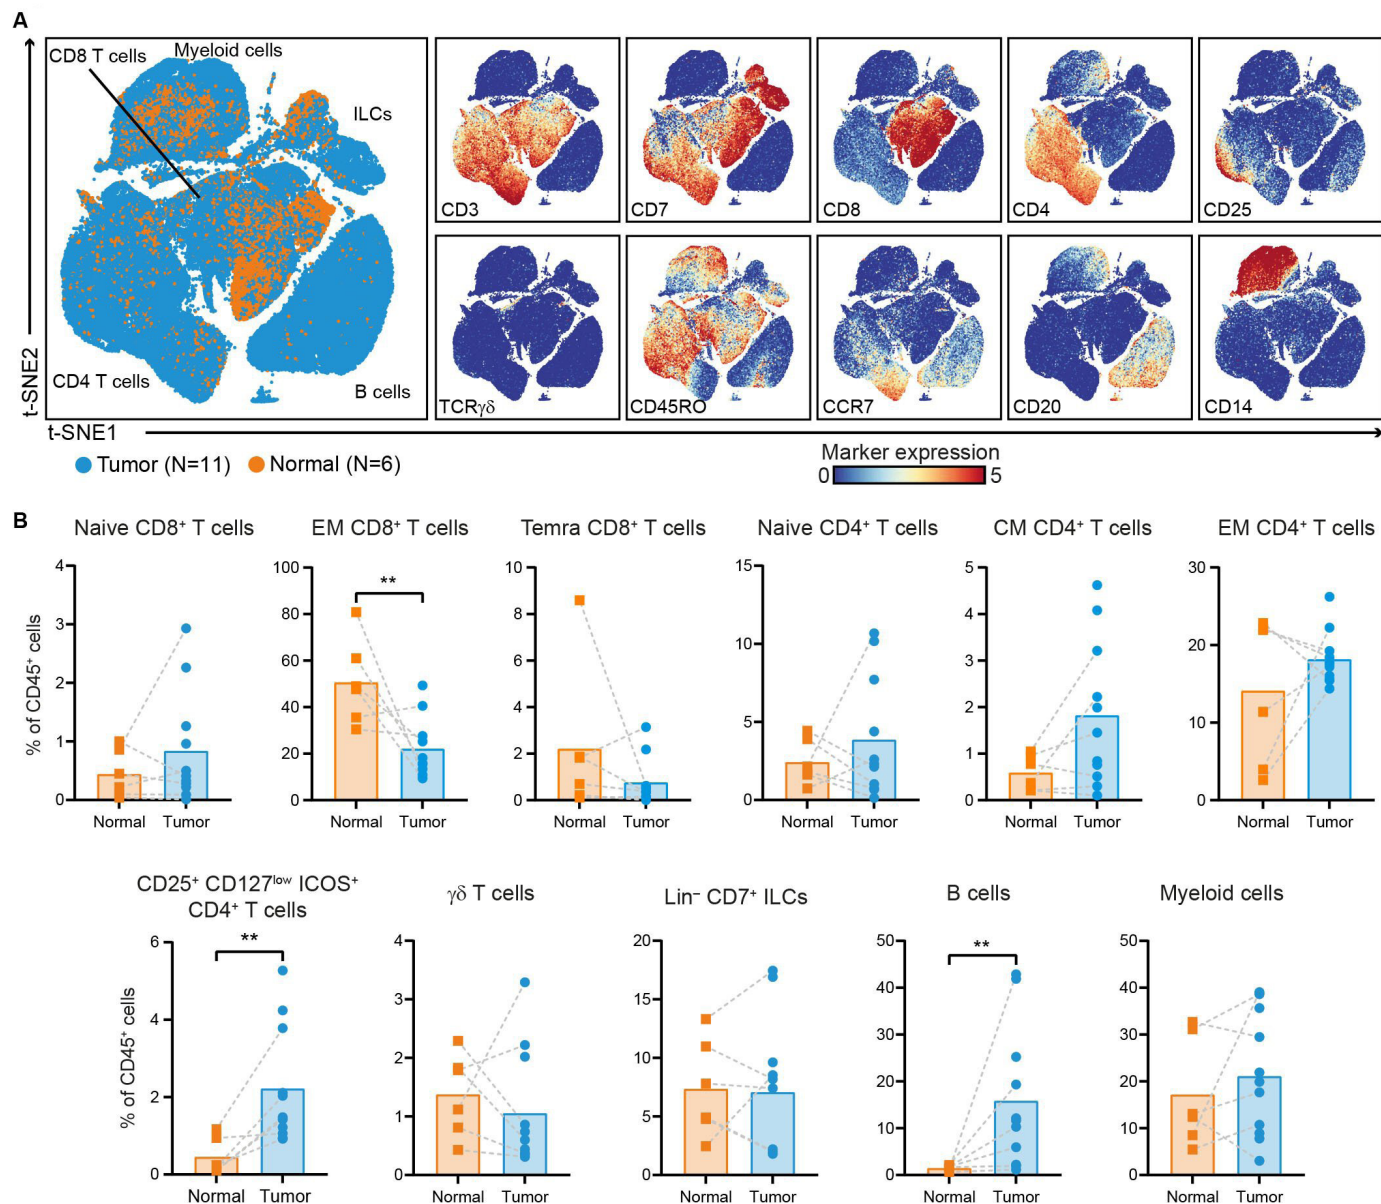 A
CD8 T cells
Myeloid cells
ILCs
CD4 T cells
B cells
t-SNE2
t-SNE1
CD3
CD7
CD8
CD4
CD25
TCRγδ
CD45RO
CCR7
CD20
CD14
Tumor (N=11)
Normal (N=6)
Marker expression
0
5
B
Naive CD8⁺ T cells
% of CD45⁺ cells
4
3
2
1
0
Normal
Tumor
EM CD8⁺ T cells
**
100
80
60
40
20
0
Normal
Tumor
Temra CD8⁺ T cells
10
8
6
4
2
0
Normal
Tumor
Naive CD4⁺ T cells
15
10
5
0
Normal
Tumor
CM CD4⁺ T cells
5
4
3
2
1
0
Normal
Tumor
EM CD4⁺ T cells
30
20
10
0
Normal
Tumor
CD25⁺ CD127ˡᵒʷ ICOS⁺
CD4⁺ T cells
**
% of CD45⁺ cells
6
4
2
0
Normal
Tumor
γδ T cells
4
3
2
1
0
Normal
Tumor
Lin⁻ CD7⁺ ILCs
20
15
10
5
0
Normal
Tumor
B cells
**
50
40
30
20
10
0
Normal
Tumor
Myeloid cells
50
40
30
20
10
0
Normal
Tumor